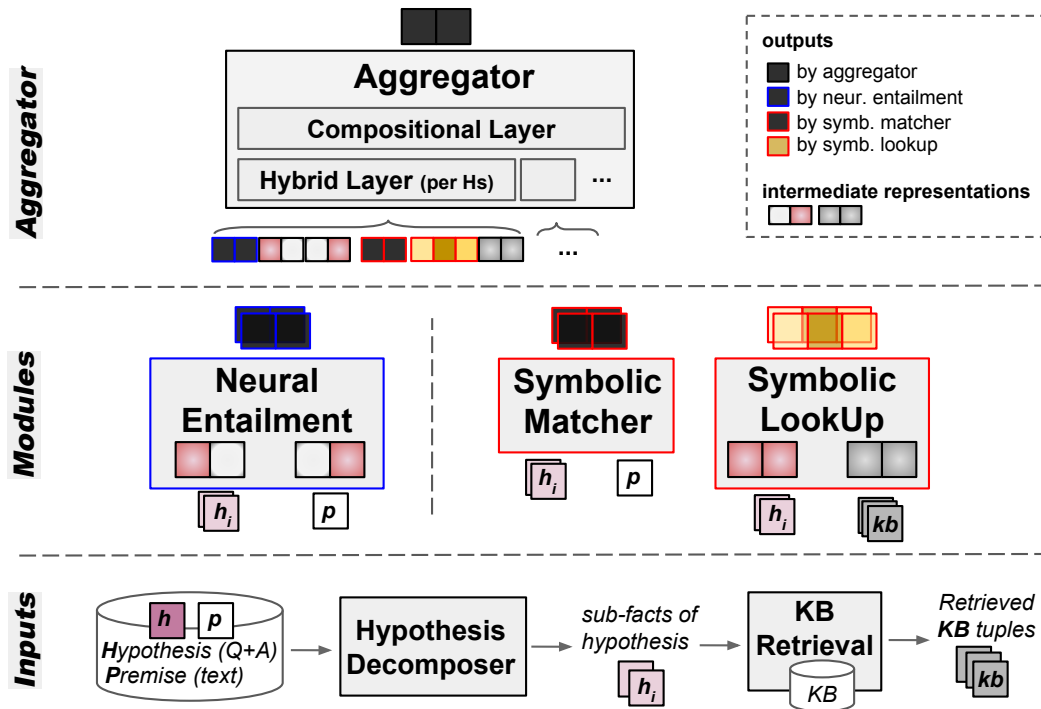 Aggregator
Aggregator
Compositional Layer
Hybrid Layer (per Hs)
...
...
outputs
by aggregator
by neur. entailment
by symb. matcher
by symb. lookup
intermediate representations
Modules
Neural
Entailment
h_i
p
Symbolic
Matcher
h_i
p
Symbolic
LookUp
h_i
kb
Inputs
h
p
Hypothesis (Q+A)
Premise (text)
Hypothesis
Decomposer
sub-facts of
hypothesis
h_i
KB
Retrieval
KB
Retrieved
KB tuples
kb